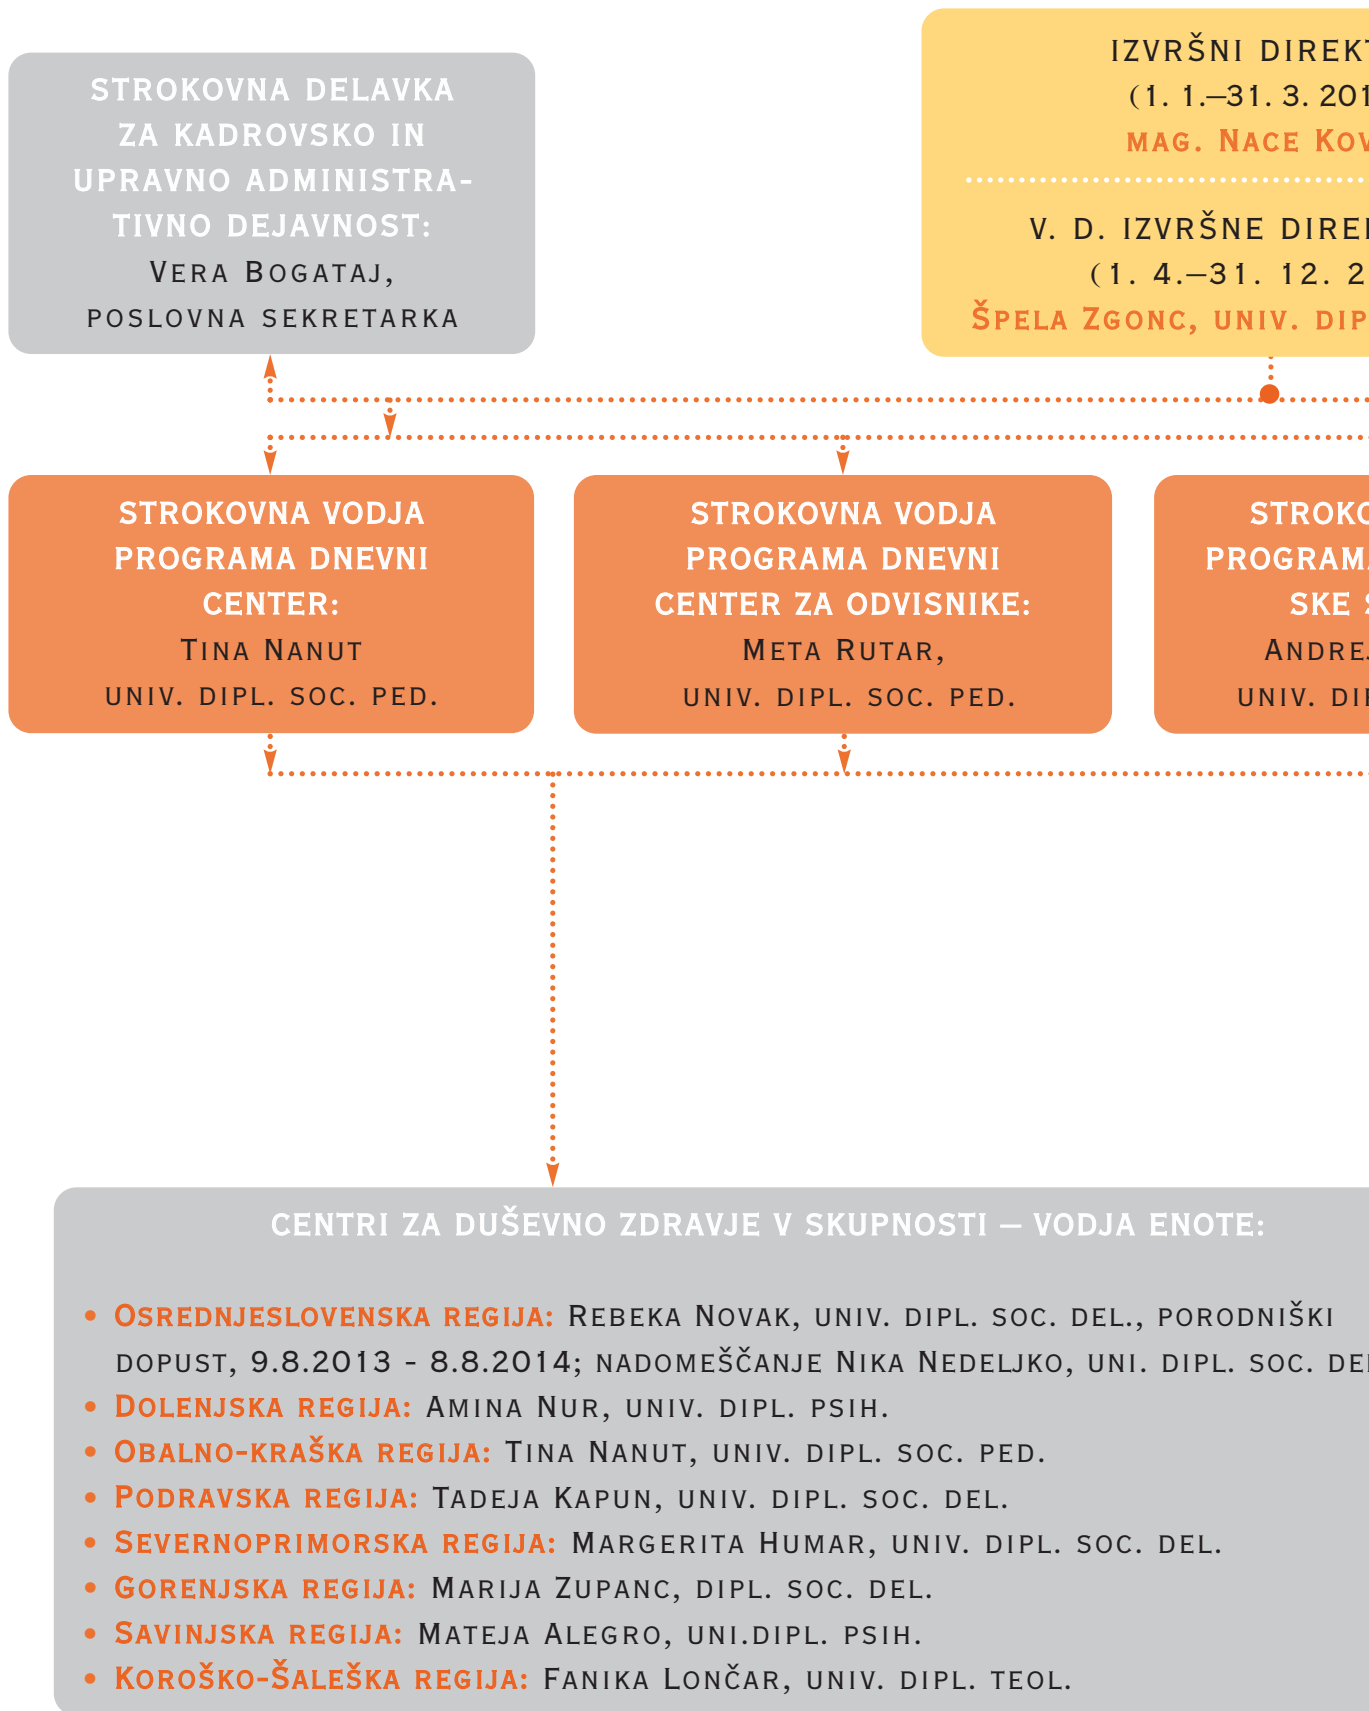 STROKOVNA DELAVKA
ZA KADROVSKO IN
UPRAVNO ADMINISTRA-
TIVNO DEJAVNOST:
VERA BOGATAJ,
POSLOVNA SEKRETARKA
IZVRŠNI DIREKT
(1. 1.–31. 3. 201
MAG. NACE KOV
V. D. IZVRŠNE DIREK
(1. 4.–31. 12. 2
ŠPELA ZGONC, UNIV. DIP
STROKOVNA VODJA
PROGRAMA DNEVNI
CENTER:
TINA NANUT
UNIV. DIPL. SOC. PED.
STROKOVNA VODJA
PROGRAMA DNEVNI
CENTER ZA ODVISNIKE:
META RUTAR,
UNIV. DIPL. SOC. PED.
STROKO
PROGRAMA
SKE
ANDREJ
UNIV. DIP
CENTRI ZA DUŠEVNO ZDRAVJE V SKUPNOSTI – VODJA ENOTE:
• OSREDNJESLOVENSKA REGIJA: REBEKA NOVAK, UNIV. DIPL. SOC. DEL., PORODNIŠKI
DOPUST, 9.8.2013 - 8.8.2014; NADOMEŠČANJE NIKA NEDELJKO, UNI. DIPL. SOC. DEL
• DOLENJSKA REGIJA: AMINA NUR, UNIV. DIPL. PSIH.
• OBALNO-KRAŠKA REGIJA: TINA NANUT, UNIV. DIPL. SOC. PED.
• PODRAVSKA REGIJA: TADEJA KAPUN, UNIV. DIPL. SOC. DEL.
• SEVERNOPRIMORSKA REGIJA: MARGERITA HUMAR, UNIV. DIPL. SOC. DEL.
• GORENJSKA REGIJA: MARIJA ZUPANC, DIPL. SOC. DEL.
• SAVINJSKA REGIJA: MATEJA ALEGRO, UNI.DIPL. PSIH.
• KOROŠKO-ŠALEŠKA REGIJA: FANIKA LONČAR, UNIV. DIPL. TEOL.